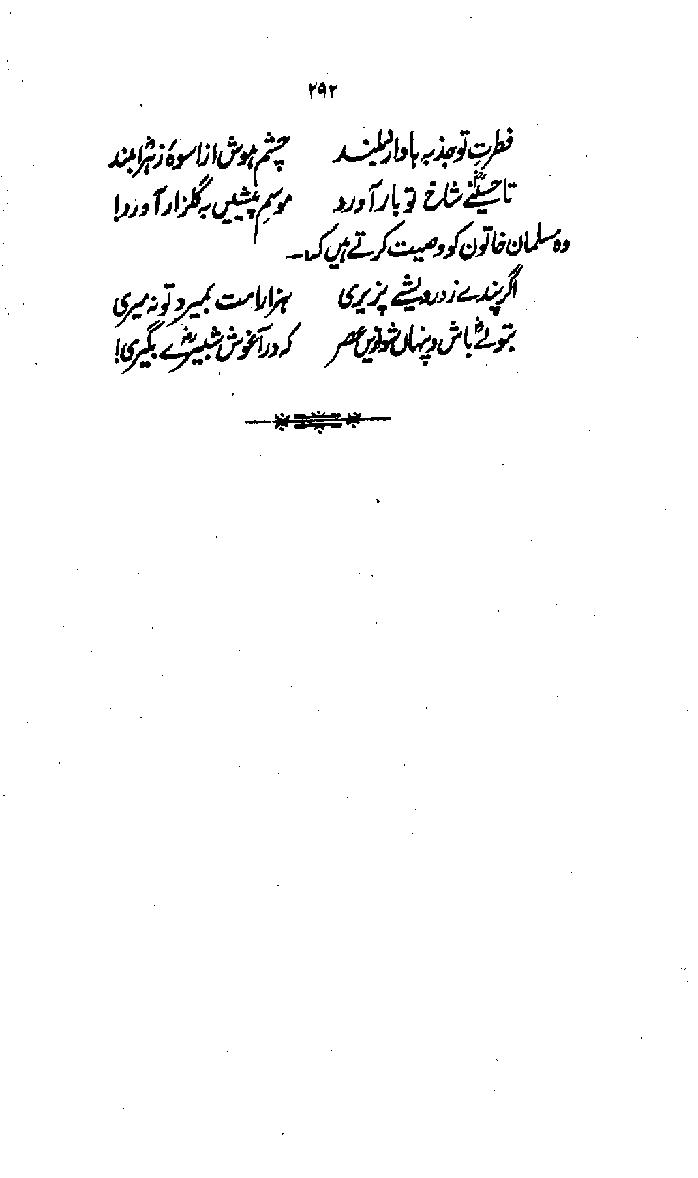 ۲۹۲
فطرتِ تو جذبہ ہا دارد بلند    چشمِ ہوش از اسوۂ زہراؓ مبند
تا حسینےؓ شاخِ تو بار آورد    موسمِ پیشیں بہ گلزار آورد!
وہ مسلمان خاتون کو وصیت کرتے ہیں کہ ـ
اگر پندے ز درویشے پزیری    ہزار امت بمیرد تو نہ میری
بتولےؓ باش و پنہاں شو ازیں عصر    کہ در آغوش شبیرؓے بگیری!